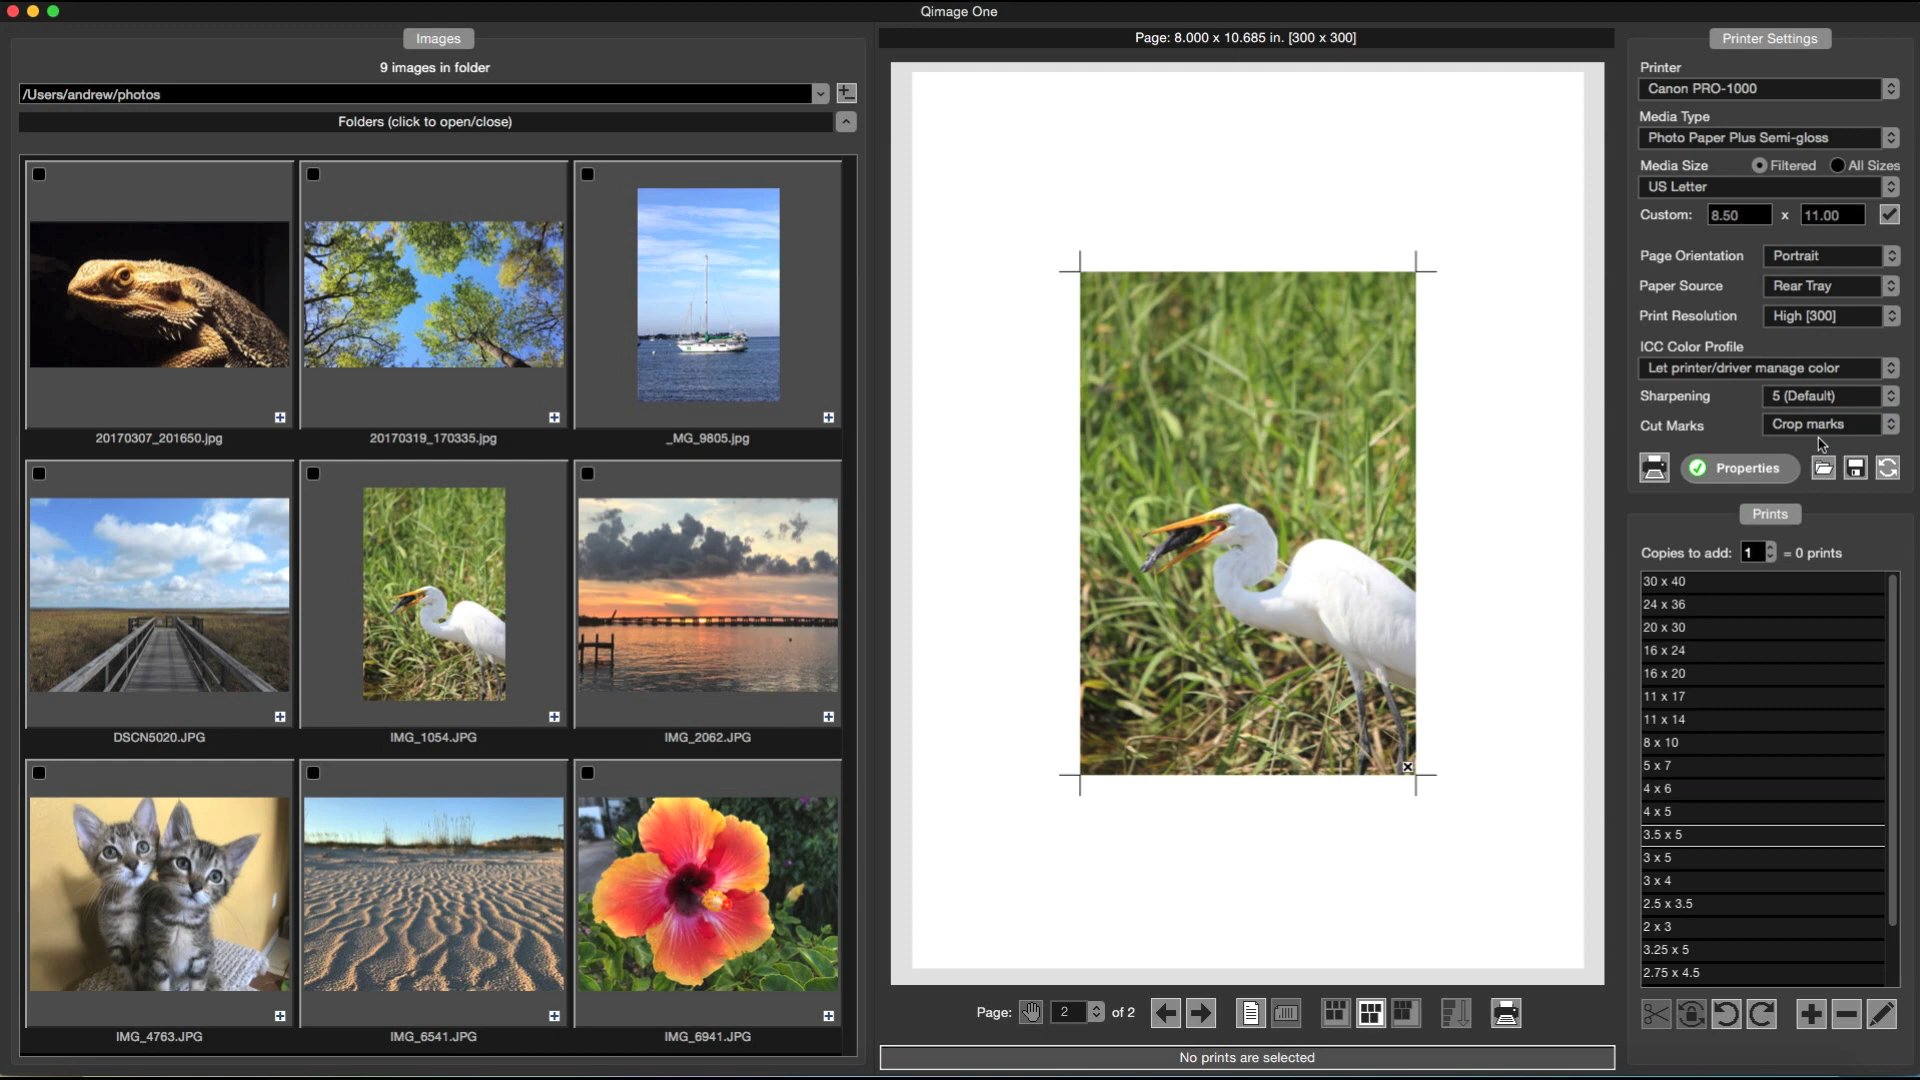 Qimage One
Images
9 images in folder
/Users/andrew/photos
Folders (click to open/close)
20170307_201650.jpg
20170319_170335.jpg
_MG_9805.jpg
DSCN5020.JPG
IMG_1054.JPG
IMG_2062.JPG
IMG_4763.JPG
IMG_6541.JPG
IMG_6941.JPG
Page: 8.000 x 10.685 in. [300 x 300]
Page:
2
of 2
No prints are selected
Printer Settings
Printer
Canon PRO-1000
Media Type
Photo Paper Plus Semi-gloss
Media Size
Filtered
All Sizes
US Letter
Custom:
8.50
x
11.00
Page Orientation
Portrait
Paper Source
Rear Tray
Print Resolution
High [300]
ICC Color Profile
Let printer/driver manage color
Sharpening
5 (Default)
Cut Marks
Crop marks
Properties
Prints
Copies to add:
1
= 0 prints
30 x 40
24 x 36
20 x 30
16 x 24
16 x 20
11 x 17
11 x 14
8 x 10
5 x 7
4 x 6
4 x 5
3.5 x 5
3 x 5
3 x 4
2.5 x 3.5
2 x 3
3.25 x 5
2.75 x 4.5